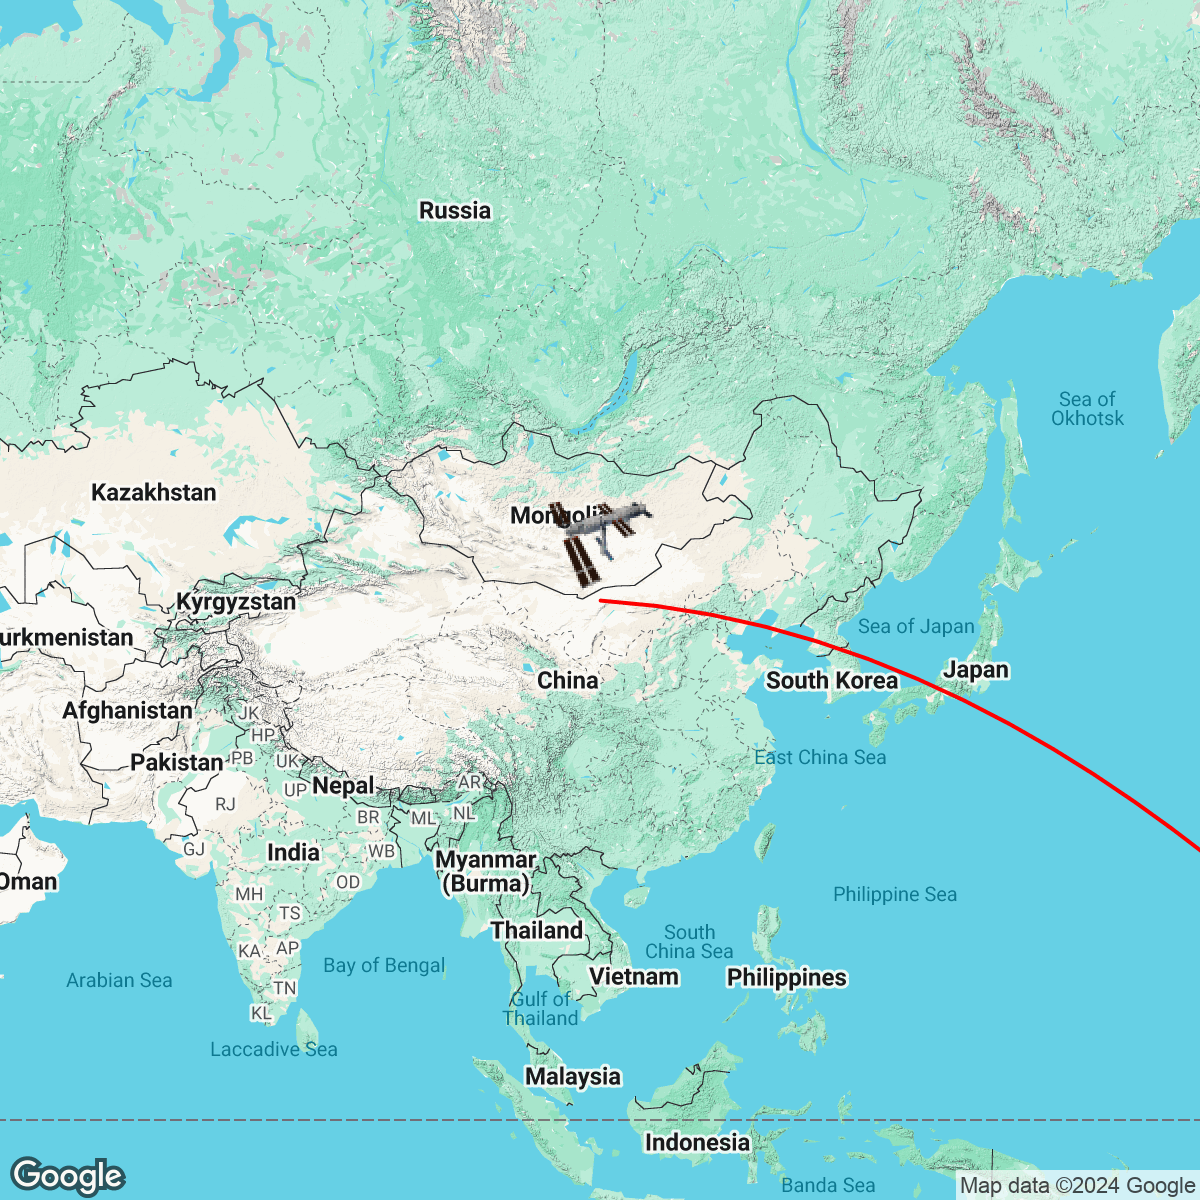 Russia
Sea of
Okhotsk
Kazakhstan
Mongoli
Kyrgyzstan
urkmenistan
Sea of Japan
Japan
China
South Korea
Afghanistan
JK
HP
Pakistan
PB
UK
East China Sea
Nepal
UP
AR
RJ
BR
ML
NL
GJ
India
WB
Myanmar
(Burma)
Oman
OD
MH
Philippine Sea
TS
Thailand
South
China Sea
KA
AP
Bay of Bengal
Arabian Sea
Vietnam
Philippines
TN
Gulf of
Thailand
KL
Laccadive Sea
Malaysia
Indonesia
Banda Sea
Google
Map data ©2024 Google